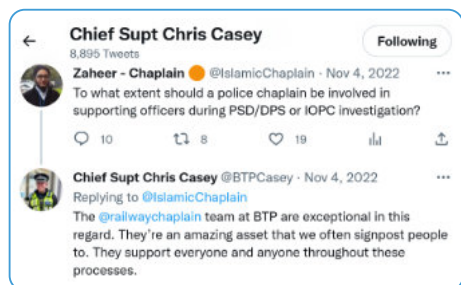 Chief Supt Chris Casey
8,895 Tweets
Following
Zaheer - Chaplain @IslamicChaplain · Nov 4, 2022
To what extent should a police chaplain be involved in
supporting officers during PSD/DPS or IOPC investigation?
10 8 19
Chief Supt Chris Casey @BTPCasey · Nov 4, 2022
Replying to @IslamicChaplain
The @railwaychaplain team at BTP are exceptional in this
regard. They're an amazing asset that we often signpost people
to. They support everyone and anyone throughout these
processes.